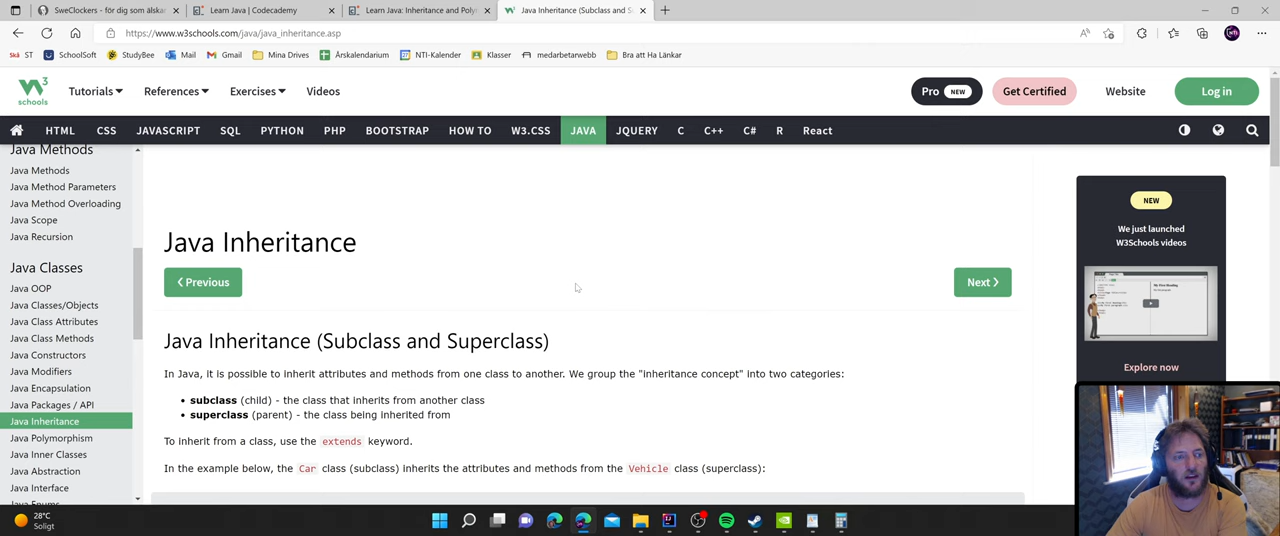 SweClockers - för dig som älskar
Learn Java | Codecademy
Learn Java: Inheritance and Poly
Java Inheritance (Subclass and S
https://www.w3schools.com/java/java_inheritance.asp
skå ST SchoolSoft StudyBee Mail Gmail Mina Drives Årskalendarium NTI-Kalender Klasser medarbetarwebb Bra att Ha Länkar
W3 schools
Tutorials References Exercises Videos
Pro NEW Get Certified Website Log in
HTML CSS JAVASCRIPT SQL PYTHON PHP BOOTSTRAP HOW TO W3.CSS JAVA JQUERY C C++ C# R React
Java Methods
Java Methods
Java Method Parameters
Java Method Overloading
Java Scope
Java Recursion
Java Classes
Java OOP
Java Classes/Objects
Java Class Attributes
Java Class Methods
Java Constructors
Java Modifiers
Java Encapsulation
Java Packages / API
Java Inheritance
Java Polymorphism
Java Inner Classes
Java Abstraction
Java Interface
Java Enums
Java Inheritance
❮ Previous
Next ❯
Java Inheritance (Subclass and Superclass)
In Java, it is possible to inherit attributes and methods from one class to another. We group the "inheritance concept" into two categories:
• subclass (child) - the class that inherits from another class
• superclass (parent) - the class being inherited from
To inherit from a class, use the extends keyword.
In the example below, the Car class (subclass) inherits the attributes and methods from the Vehicle class (superclass):
NEW
We just launched
W3Schools videos
Explore now
28°C
Soligt